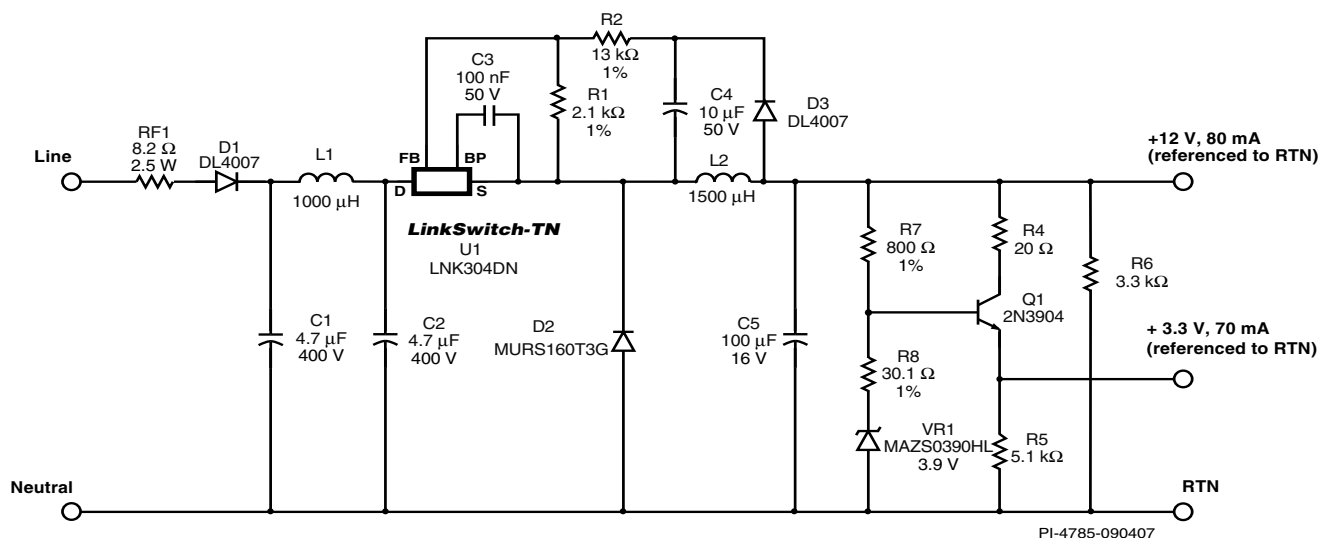 R2
13 kΩ
1%
C3
100 nF
50 V
R1
2.1 kΩ
1%
C4
10 µF
50 V
D3
DL4007
RF1
8.2 Ω
2.5 W
D1
DL4007
L1
1000 µH
FB
BP
D
S
L2
1500 µH
Line
+12 V, 80 mA
(referenced to RTN)
LinkSwitch-TN
U1
LNK304DN
R7
800 Ω
1%
R4
20 Ω
R6
3.3 kΩ
Q1
2N3904
C1
4.7 µF
400 V
C2
4.7 µF
400 V
D2
MURS160T3G
C5
100 µF
16 V
+ 3.3 V, 70 mA
(referenced to RTN)
R8
30.1 Ω
1%
VR1
MAZS0390HL
3.9 V
R5
5.1 kΩ
Neutral
RTN
PI-4785-090407